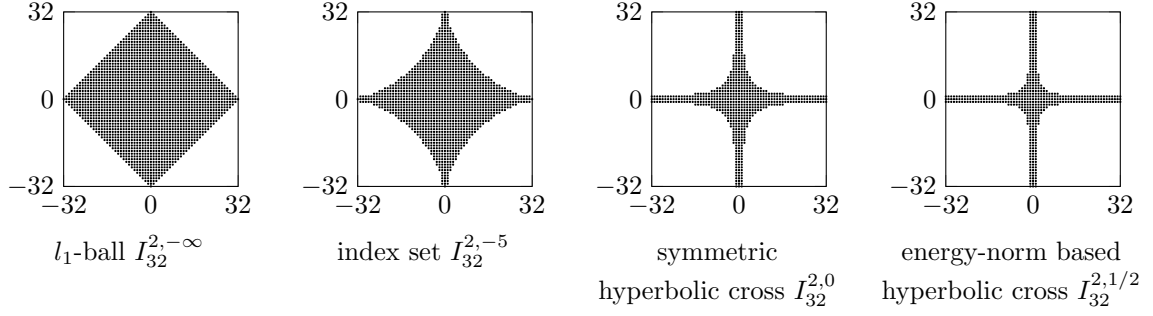 32
0
−32
−32 0 32
l₁-ball I₃₂^{2,−∞}
32
0
−32
−32 0 32
index set I₃₂^{2,−5}
32
0
−32
−32 0 32
symmetric
hyperbolic cross I₃₂^{2,0}
32
0
−32
−32 0 32
energy-norm based
hyperbolic cross I₃₂^{2,1/2}